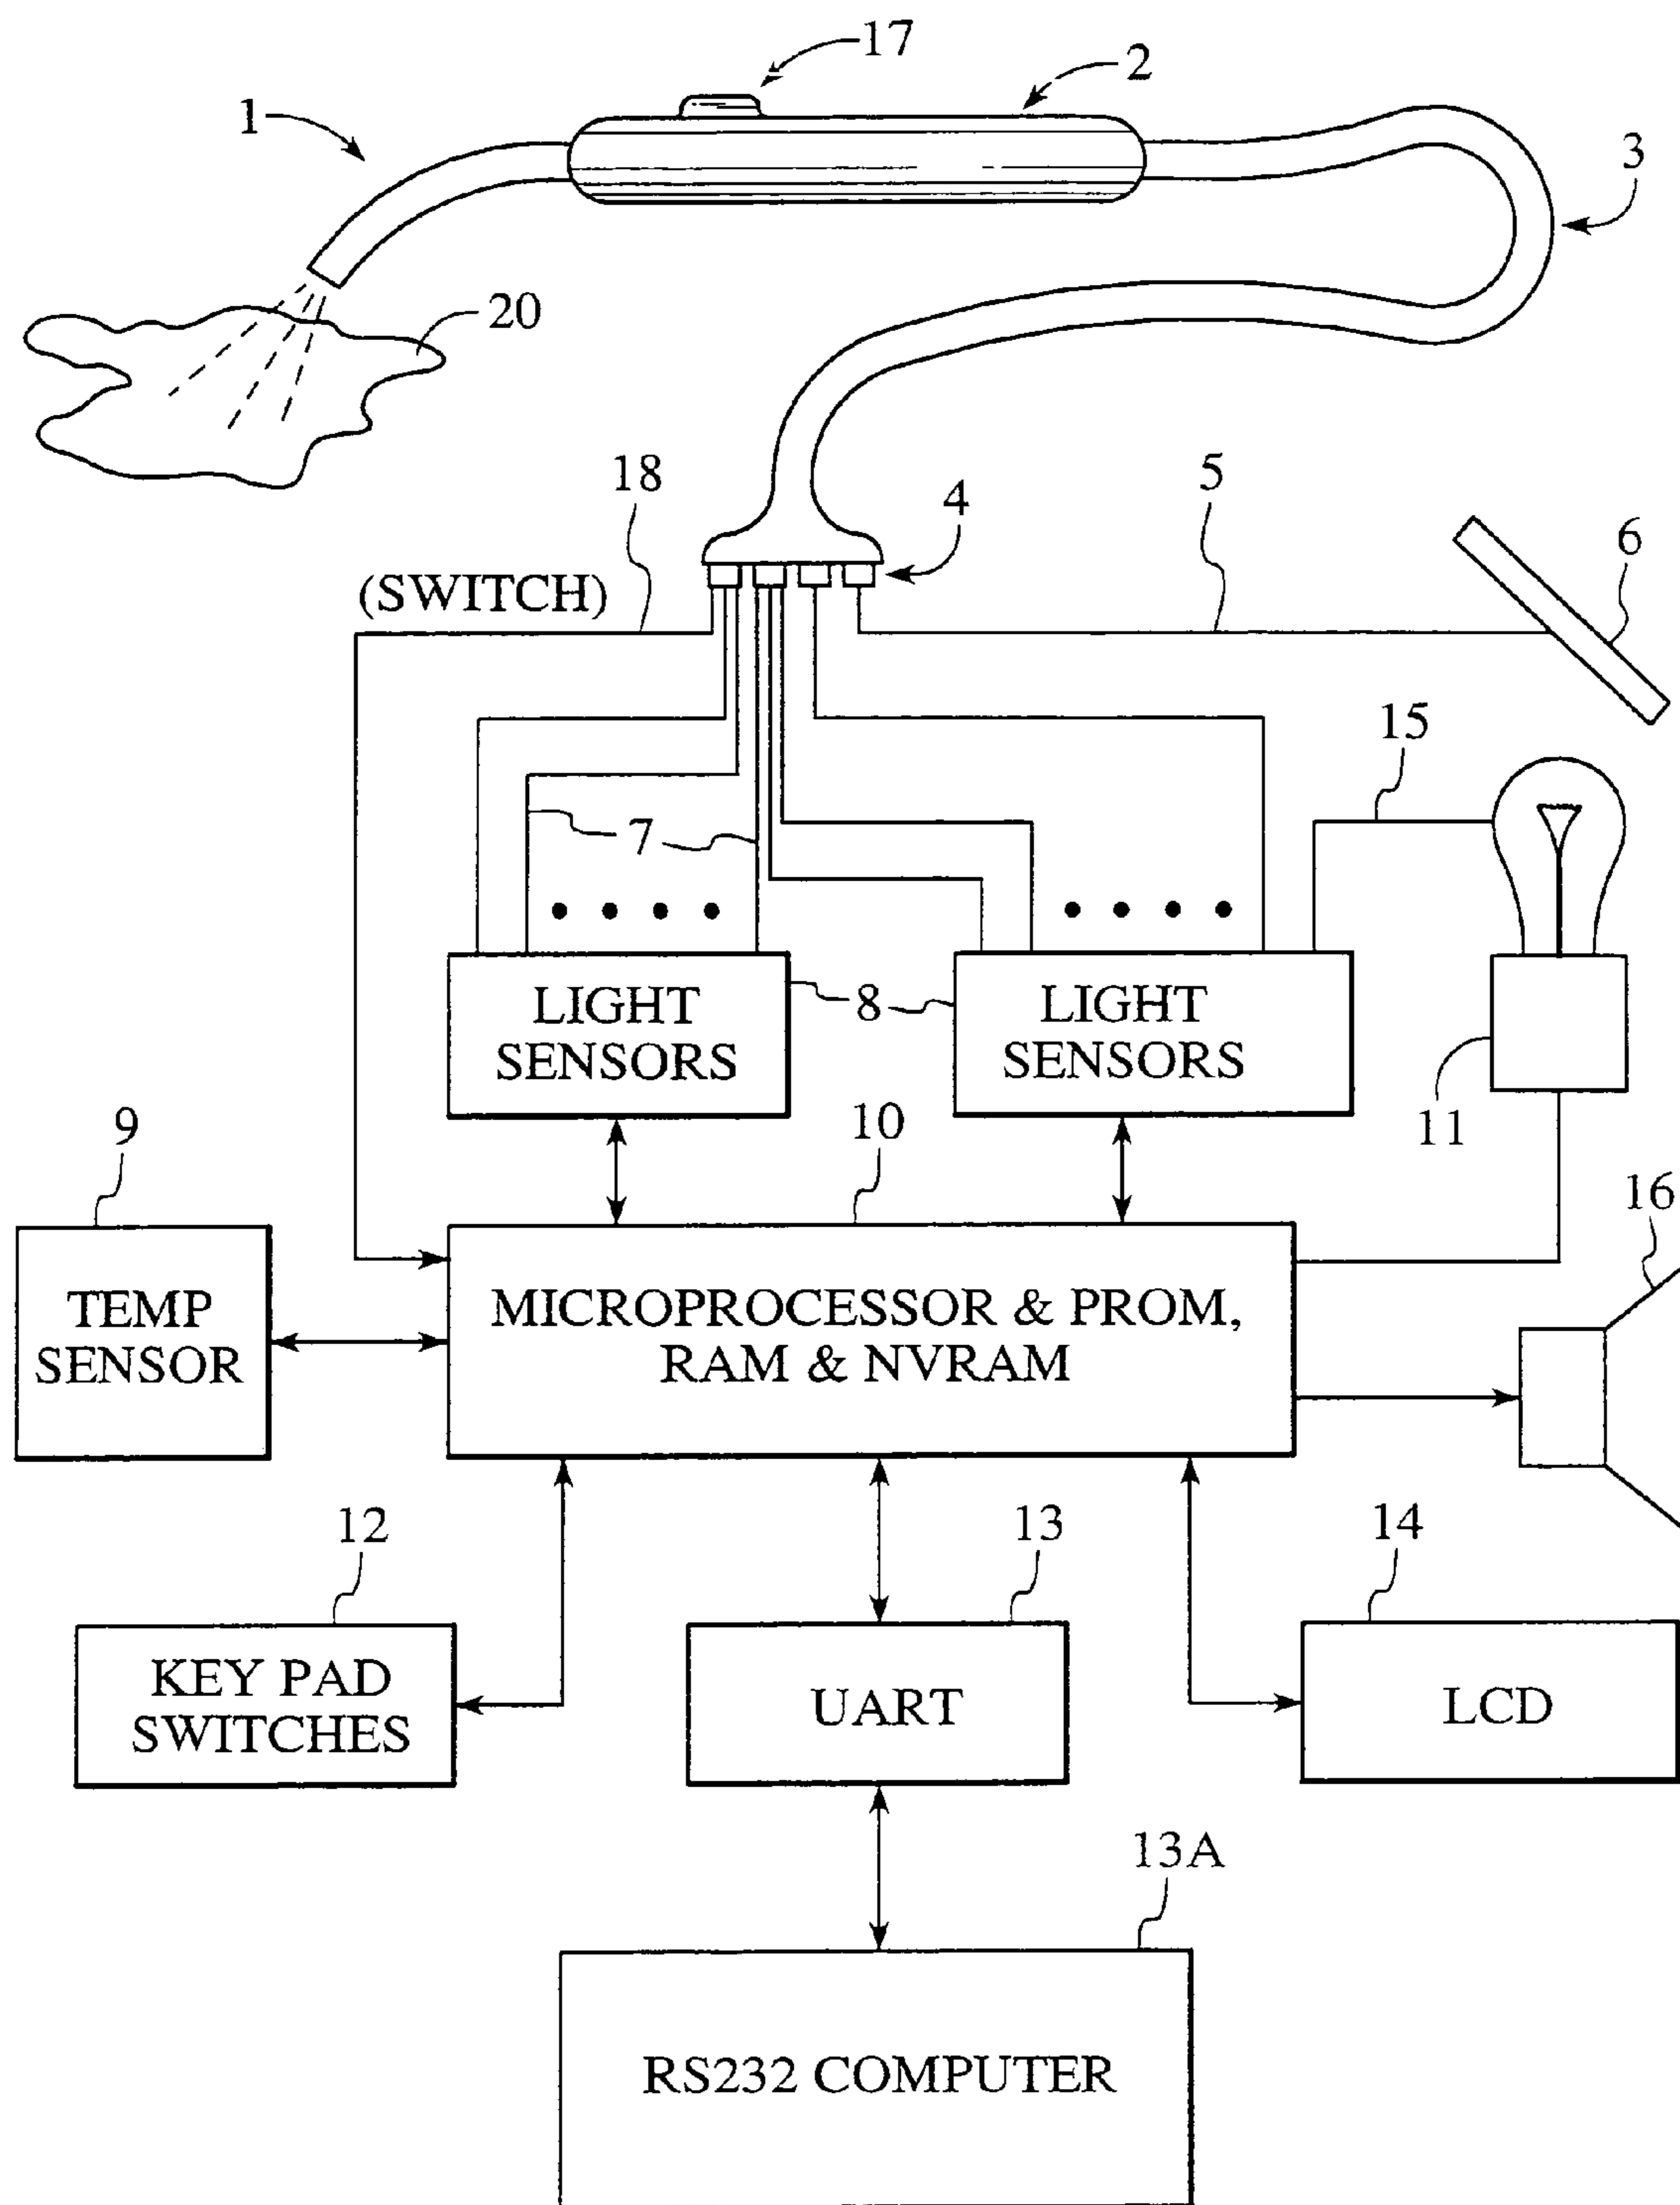 17
2
1
3
20
18
5
4
6
(SWITCH)
15
7
8
LIGHT
SENSORS
LIGHT
SENSORS
11
9
10
16
TEMP
SENSOR
MICROPROCESSOR & PROM,
RAM & NVRAM
12
13
14
KEY PAD
SWITCHES
UART
LCD
13A
RS232 COMPUTER